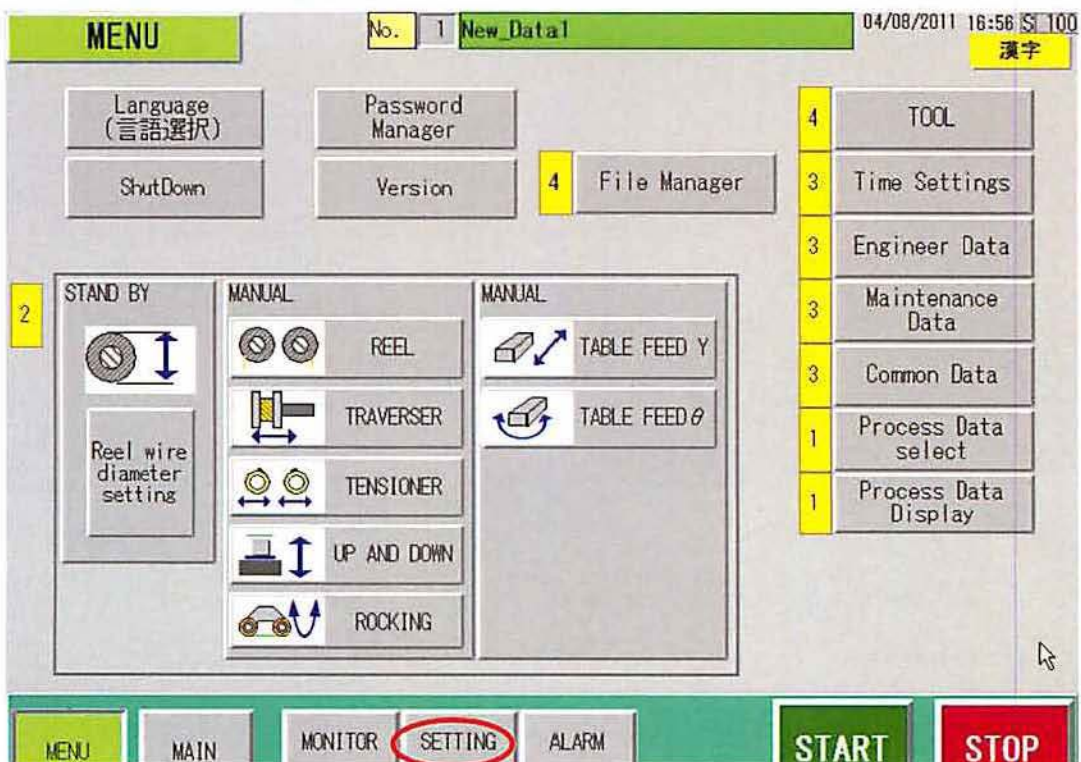 MENU
No. 1 New_Data1
04/08/2011 16:56 S 100
漢字
Language
(言語選択)
Password
Manager
ShutDown
Version
4 File Manager
4 TOOL
3 Time Settings
3 Engineer Data
3 Maintenance
Data
3 Common Data
1 Process Data
select
1 Process Data
Display
2
STAND BY
Reel wire
diameter
setting
MANUAL
REEL
TRAVERSER
TENSIONER
UP AND DOWN
ROCKING
MANUAL
TABLE FEED Y
TABLE FEED θ
MENU
MAIN
MONITOR
SETTING
ALARM
START
STOP